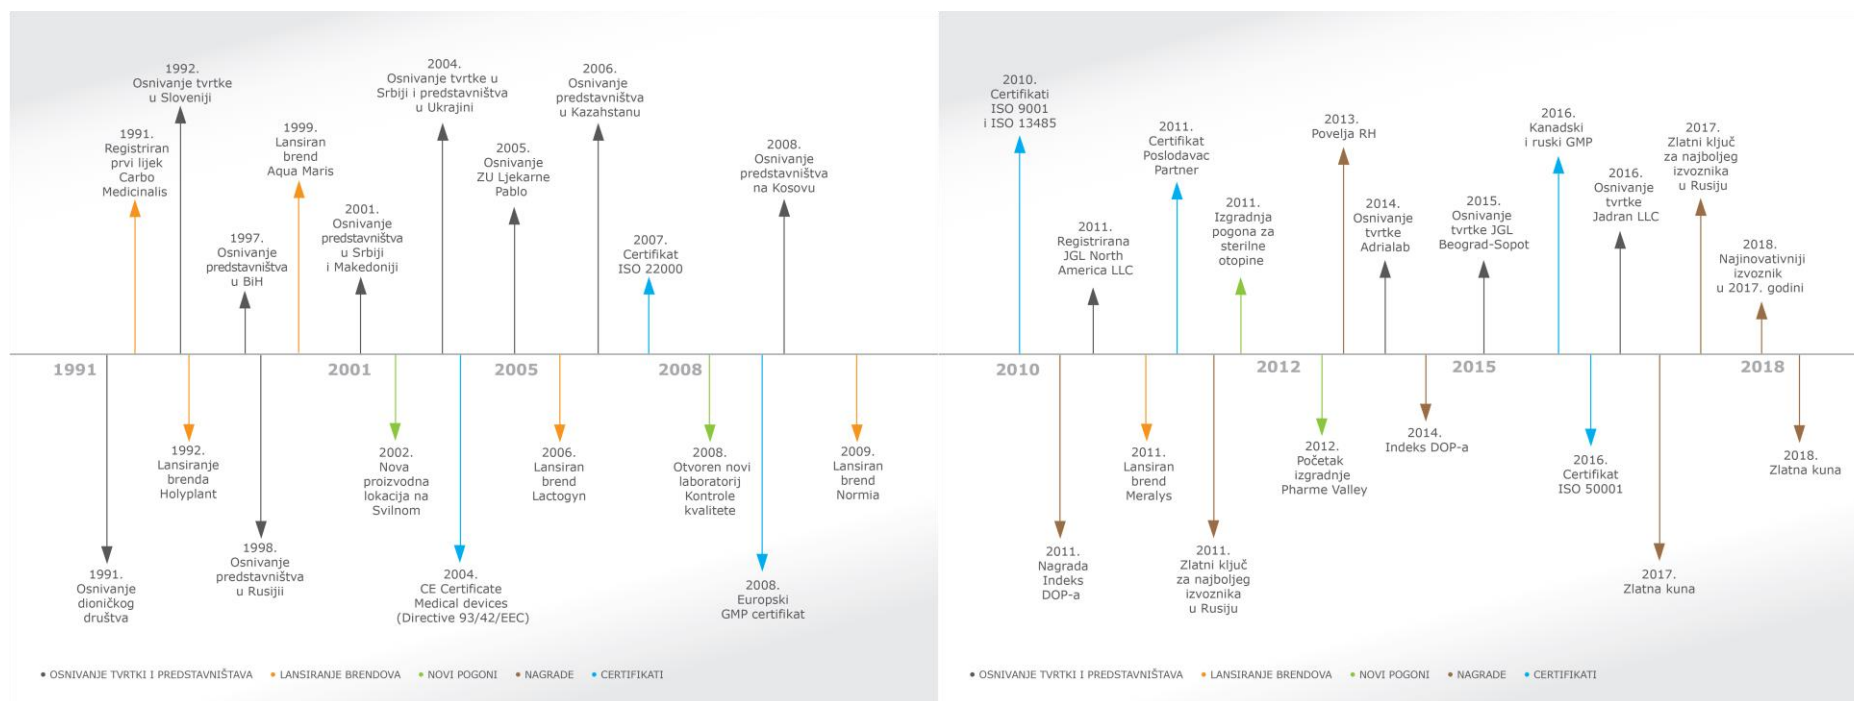 1991.
Osnivanje
dioničkog
društva
1991.
Registriran
prvi lijek
Carbo
Medicinalis
1992.
Osnivanje tvrtke
u Sloveniji
1992.
Lansiranje
brenda
Holyplant
1997.
Osnivanje
predstavništva
u BiH
1998.
Osnivanje
predstavništva
u Rusijii
1999.
Lansiran
brend
Aqua Maris
2001.
Osnivanje
predstavništva
u Srbiji
i Makedoniji
2002.
Nova
proizvodna
lokacija na
Svilnom
2004.
Osnivanje tvrtke u
Srbiji i predstavništva
u Ukrajini
2004.
CE Certificate
Medical devices
(Directive 93/42/EEC)
2005.
Osnivanje
ZU Ljekarne
Pablo
2006.
Lansiran
brend
Lactogyn
2006.
Osnivanje
predstavništva
u Kazahstanu
2007.
Certifikat
ISO 22000
2008.
Otvoren novi
laboratorij
Kontrole
kvalitete
2008.
Europski
GMP certifikat
2008.
Osnivanje
predstavništva
na Kosovu
2009.
Lansiran
brend
Normia
1991
2001
2005
2008
• OSNIVANJE TVRTKI I PREDSTAVNIŠTAVA • LANSIRANJE BRENDOVA • NOVI POGONI • NAGRADE • CERTIFIKATI
2010.
Certifikati
ISO 9001
i ISO 13485
2011.
Nagrada
Indeks
DOP-a
2011.
Registrirana
JGL North
America LLC
2011.
Lansiran
brend
Meralys
2011.
Certifikat
Poslodavac
Partner
2011.
Zlatni ključ
za najboljeg
izvoznika
u Rusiju
2011.
Izgradnja
pogona za
sterilne
otopine
2012.
Početak
izgradnje
Pharme Valley
2013.
Povelja RH
2014.
Osnivanje
tvrtke
Adrialab
2014.
Indeks DOP-a
2015.
Osnivanje
tvrtke JGL
Beograd-Sopot
2016.
Kanadski
i ruski GMP
2016.
Certifikat
ISO 50001
2016.
Osnivanje
tvrtke
Jadran LLC
2017.
Zlatna kuna
2017.
Zlatni ključ
za najboljeg
izvoznika
u Rusiju
2018.
Najinovativniji
izvoznik
u 2017. godini
2018.
Zlatna kuna
2010
2012
2015
2018
• OSNIVANJE TVRTKI I PREDSTAVNIŠTAVA • LANSIRANJE BRENDOVA • NOVI POGONI • NAGRADE • CERTIFIKATI